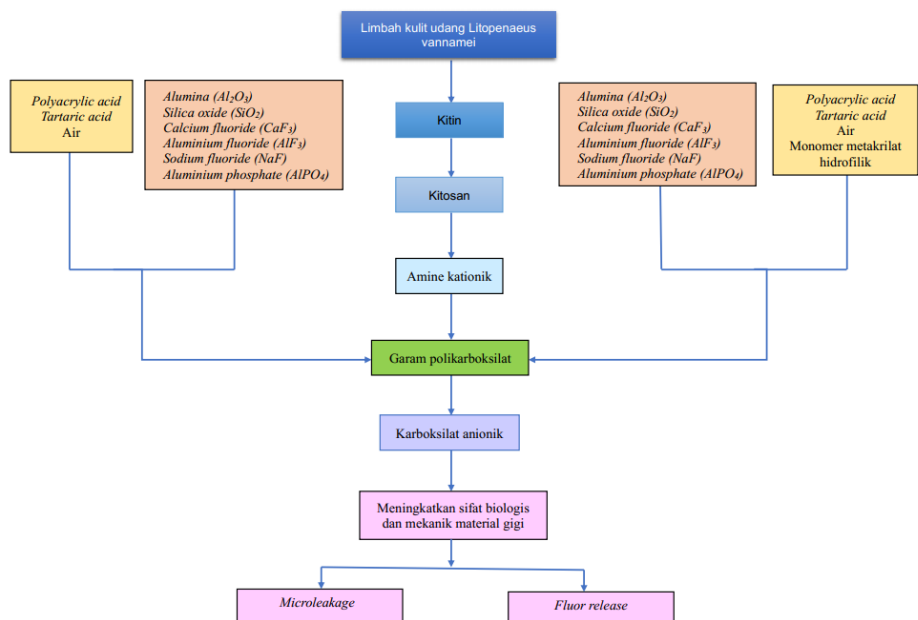 Limbah kulit udang Litopenaeus
vannamei
Polyacrylic acid
Tartaric acid
Air
Alumina (Al₂O₃)
Silica oxide (SiO₂)
Calcium fluoride (CaF₃)
Aluminium fluoride (AlF₃)
Sodium fluoride (NaF)
Aluminium phosphate (AlPO₄)
Kitin
Alumina (Al₂O₃)
Silica oxide (SiO₂)
Calcium fluoride (CaF₃)
Aluminium fluoride (AlF₃)
Sodium fluoride (NaF)
Aluminium phosphate (AlPO₄)
Polyacrylic acid
Tartaric acid
Air
Monomer metakrilat
hidrofilik
Kitosan
Amine kationik
Garam polikarboksilat
Karboksilat anionik
Meningkatkan sifat biologis
dan mekanik material gigi
Microleakage
Fluor release